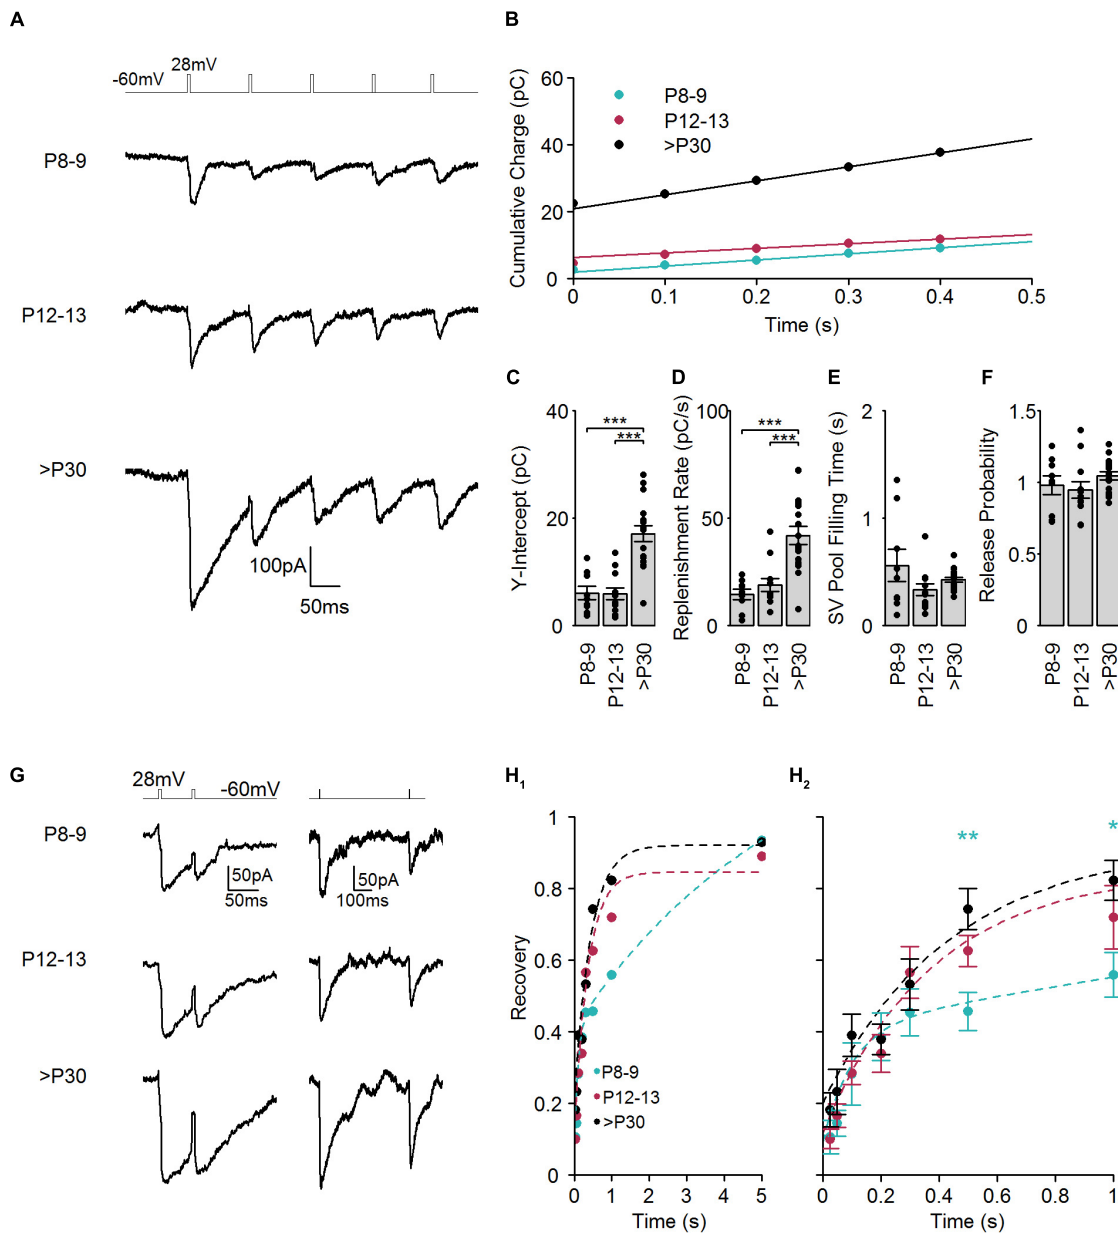 A
28mV
-60mV
P8-9
P12-13
>P30
100pA
50ms
B
Cumulative Charge (pC)
60
40
20
0
P8-9
P12-13
>P30
0
0.1
0.2
0.3
0.4
0.5
Time (s)
C
Y-Intercept (pC)
40
20
0
***
***
P8-9
P12-13
>P30
D
Replenishment Rate (pC/s)
100
50
0
***
***
P8-9
P12-13
>P30
E
SV Pool Filling Time (s)
2
1
0
P8-9
P12-13
>P30
F
Release Probability
1.5
1
0.5
0
P8-9
P12-13
>P30
G
28mV
-60mV
P8-9
50pA
50ms
50pA
100ms
P12-13
>P30
H1
Recovery
1
0.8
0.6
0.4
0.2
0
P8-9
P12-13
>P30
0
1
2
3
4
5
Time (s)
H2
**
*
0
0.2
0.4
0.6
0.8
1
Time (s)